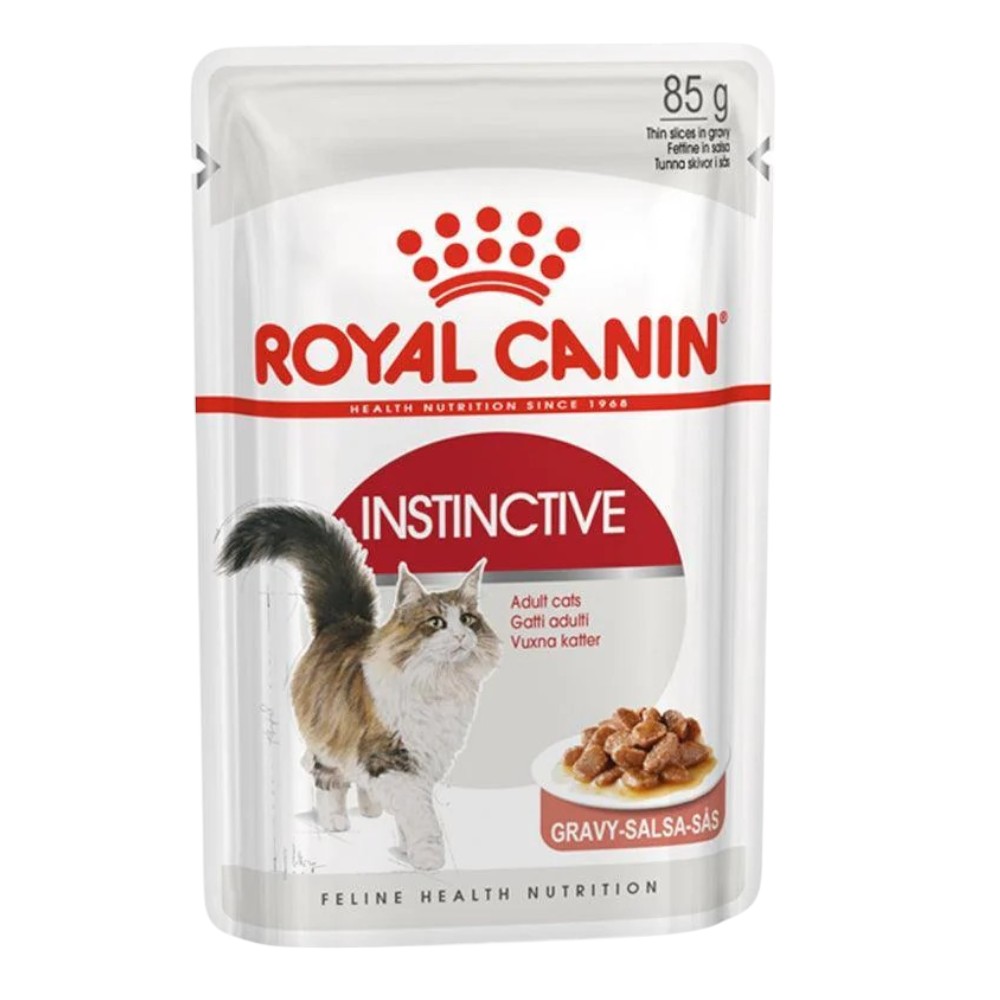 85 g
Thin slices in gravy
Fettine in salsa
Tunna skivor i sås
ROYAL CANIN®
HEALTH NUTRITION SINCE 1968
INSTINCTIVE
Adult cats
Gatti adulti
Vuxna katter
GRAVY-SALSA-SÅS
FELINE HEALTH NUTRITION